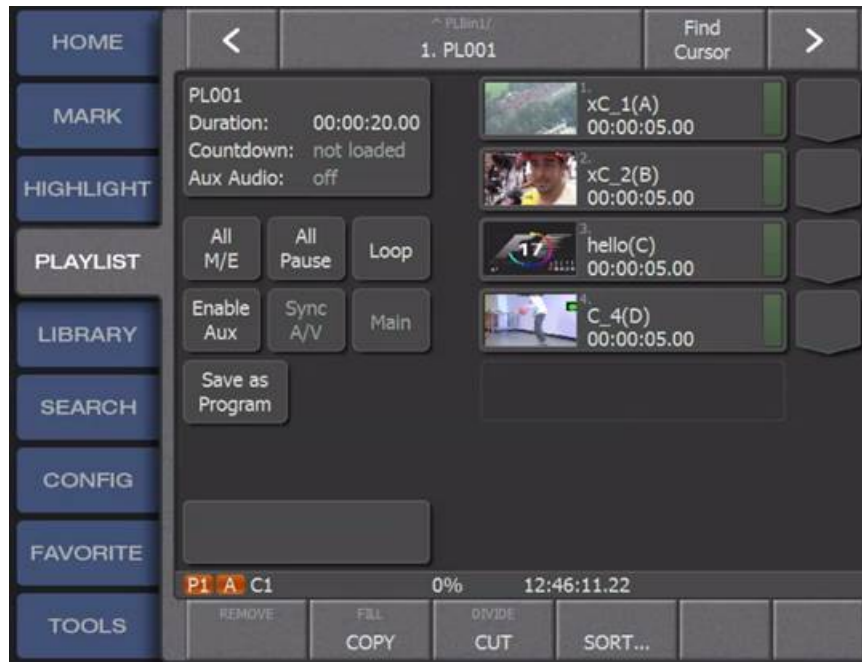 HOME
MARK
HIGHLIGHT
PLAYLIST
LIBRARY
SEARCH
CONFIG
FAVORITE
TOOLS
<
^ PLBin1/
1. PL001
Find
Cursor
>
PL001
Duration: 00:00:20.00
Countdown: not loaded
Aux Audio: off
All
M/E
All
Pause
Loop
Enable
Aux
Sync
A/V
Main
Save as
Program
1.
xC_1(A)
00:00:05.00
2.
xC_2(B)
00:00:05.00
17
3.
hello(C)
00:00:05.00
4.
C_4(D)
00:00:05.00
P1 A C1 0% 12:46:11.22
REMOVE
FILL
COPY
DIVIDE
CUT
SORT...